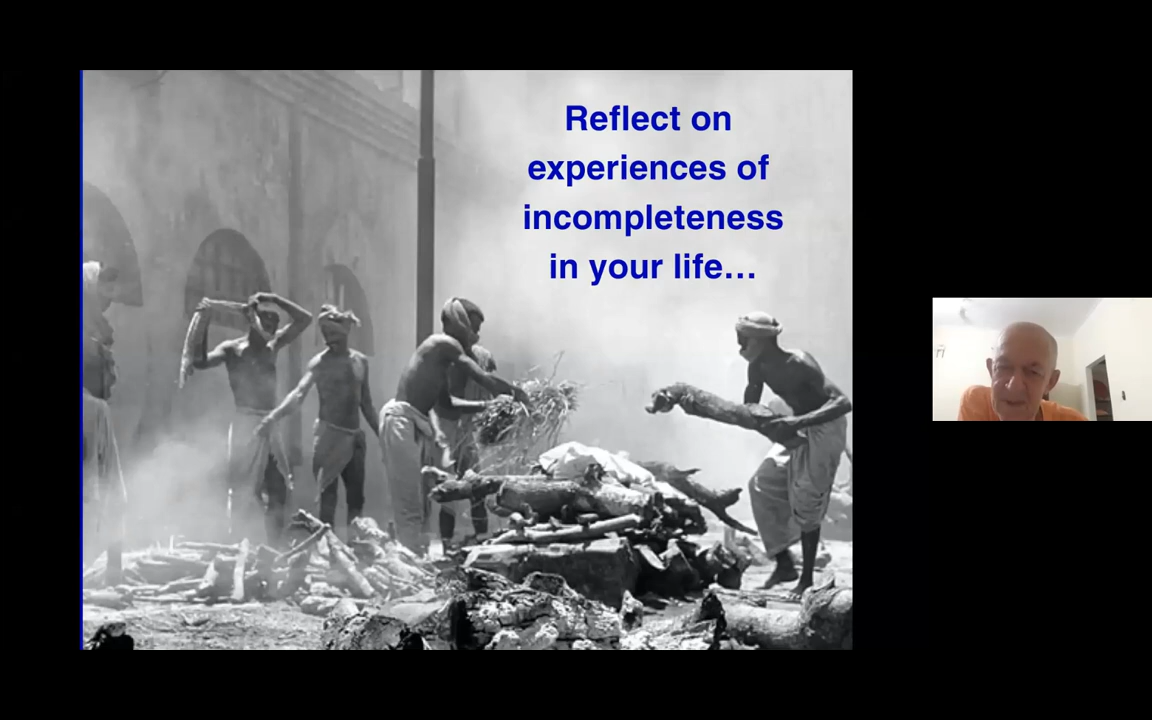 Reflect on
experiences of
incompleteness
in your life...